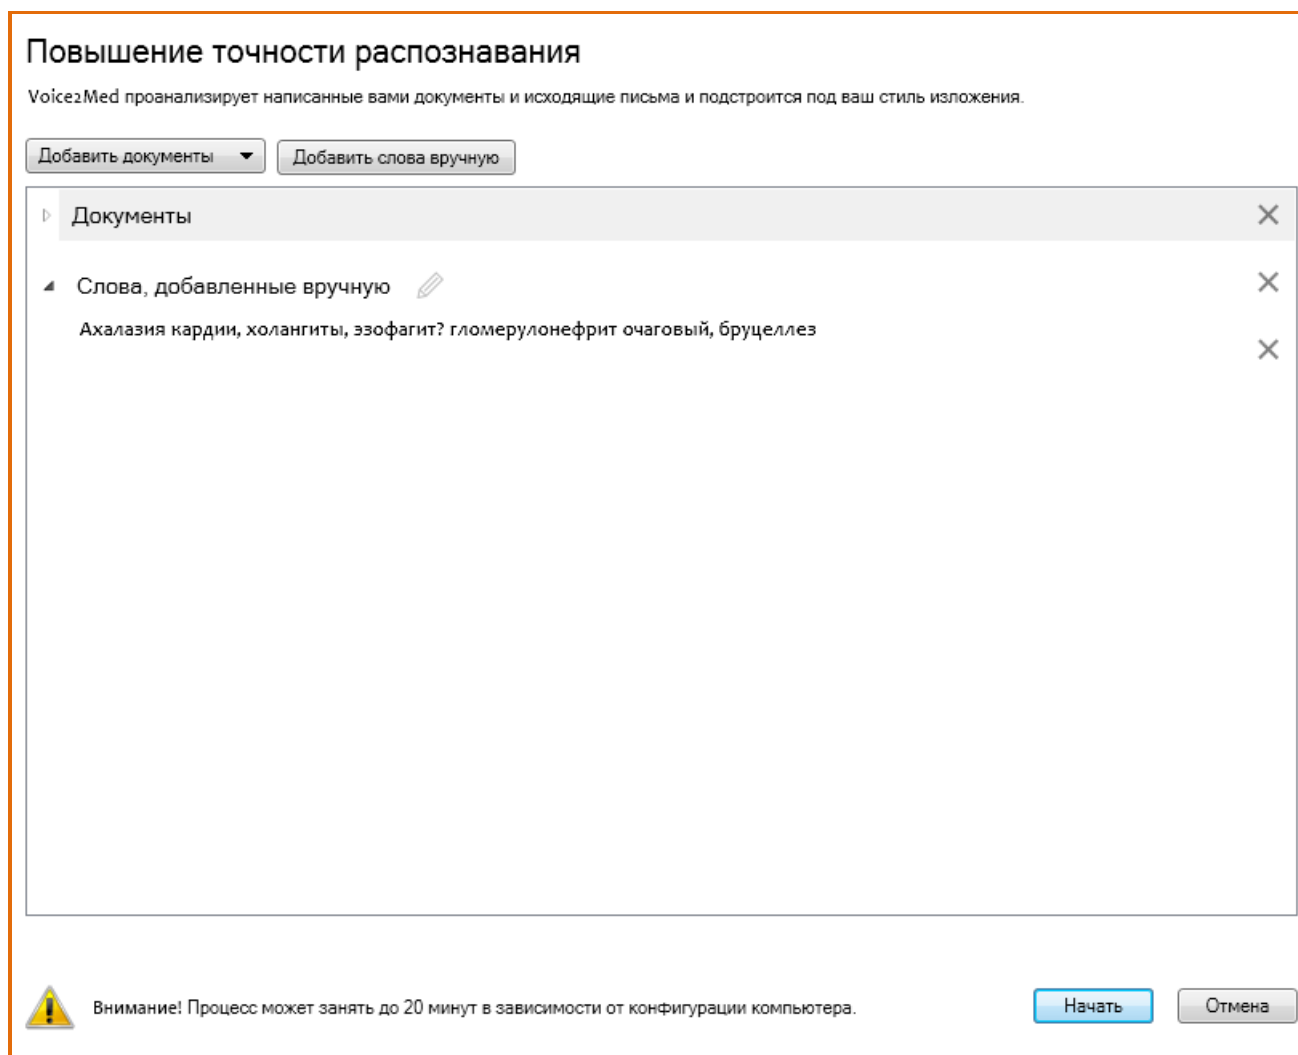 Повышение точности распознавания
Voice2Med проанализирует написанные вами документы и исходящие письма и подстроится под ваш стиль изложения.
Добавить документы
Добавить слова вручную
Документы
Слова, добавленные вручную
Ахалазия кардии, холангиты, эзофагит? гломерулонефрит очаговый, бруцеллез
Внимание! Процесс может занять до 20 минут в зависимости от конфигурации компьютера.
Начать
Отмена